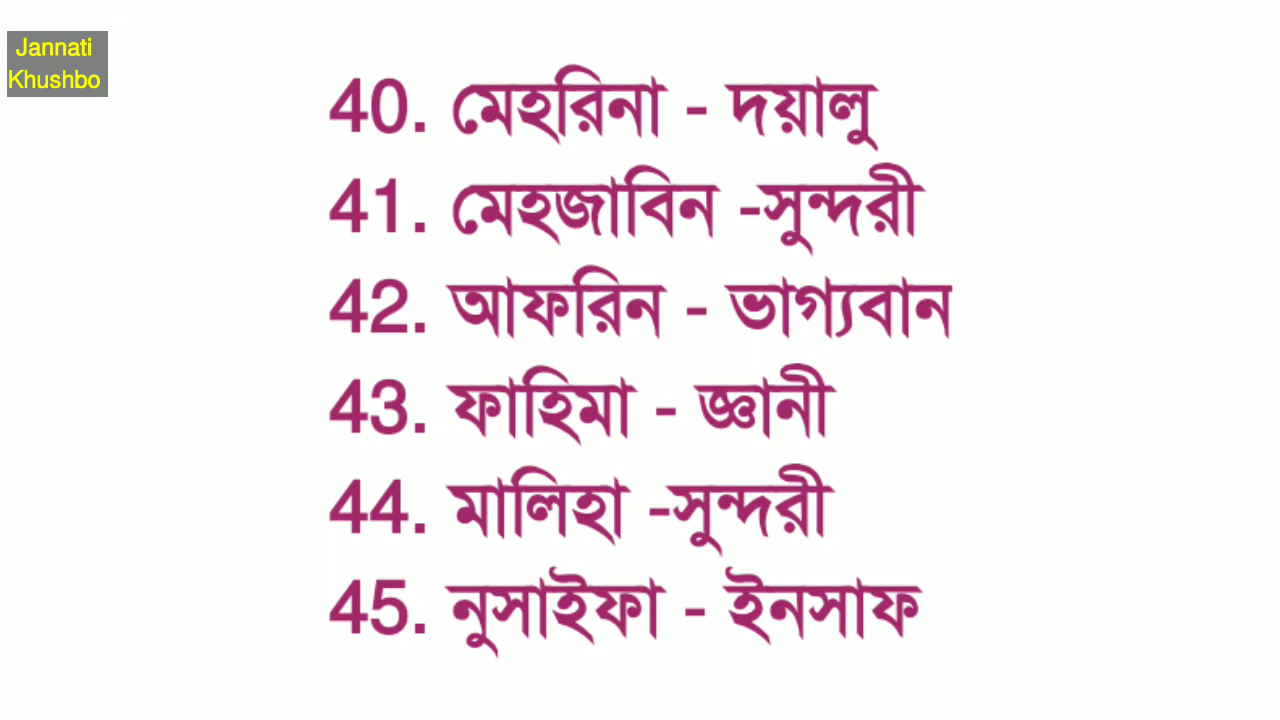 Jannati
Khushbo
40. মেহরিনা - দয়ালু
41. মেহজাবিন -সুন্দরী
42. আফরিন - ভাগ্যবান
43. ফাহিমা - জ্ঞানী
44. মালিহা -সুন্দরী
45. নুসাইফা - ইনসাফ